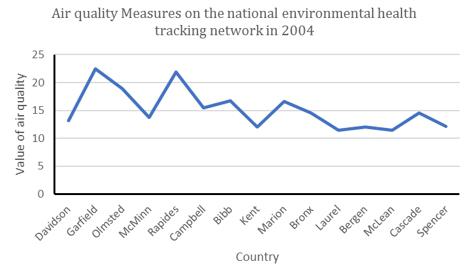 Air quality Measures on the national environmental health
tracking network in 2004
Value of air quality
25
20
15
10
5
0
Davidson
Garfield
Olmsted
McMinn
Rapides
Campbell
Bibb
Kent
Marion
Bronx
Laurel
Bergen
McLean
Cascade
Spencer
Country